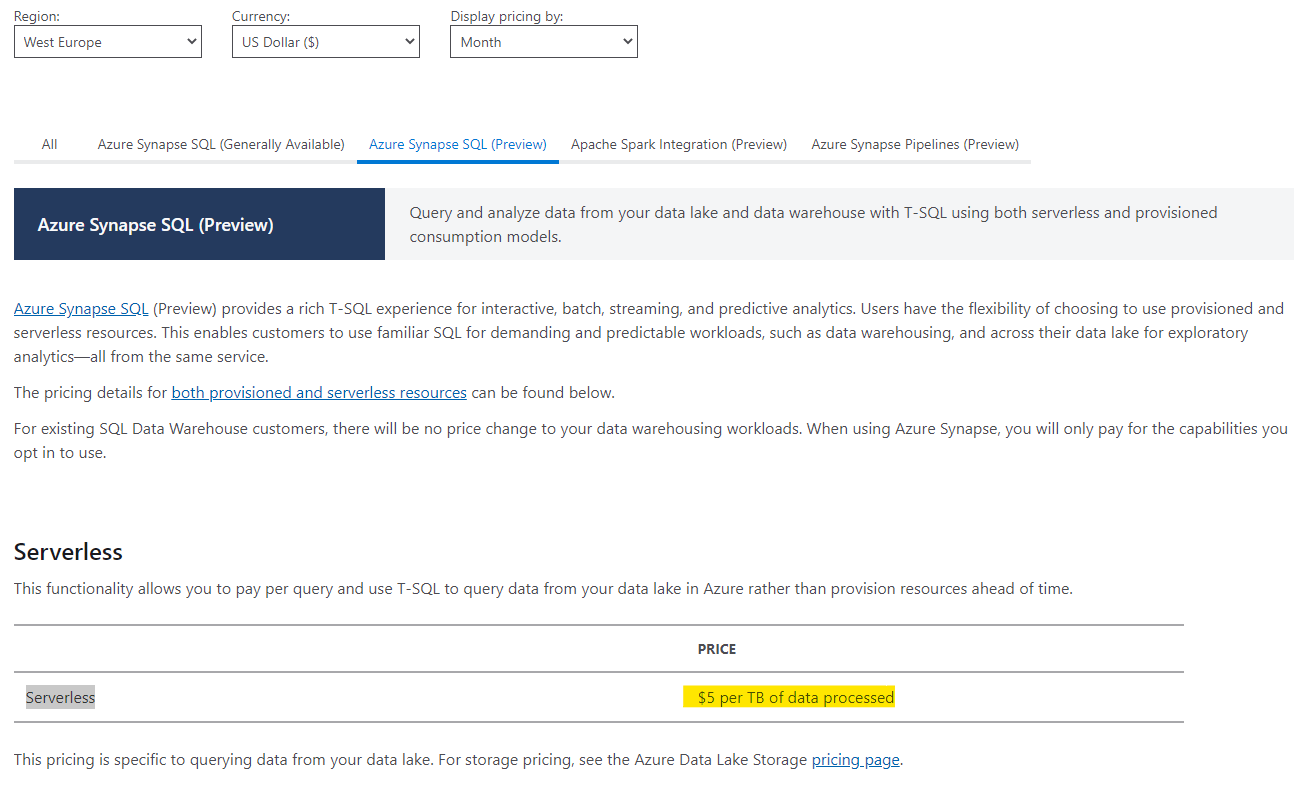 Region:
Currency:
Display pricing by:
West Europe
US Dollar ($)
Month
All
Azure Synapse SQL (Generally Available)
Azure Synapse SQL (Preview)
Apache Spark Integration (Preview)
Azure Synapse Pipelines (Preview)
Azure Synapse SQL (Preview)
Query and analyze data from your data lake and data warehouse with T-SQL using both serverless and provisioned
consumption models.
Azure Synapse SQL (Preview) provides a rich T-SQL experience for interactive, batch, streaming, and predictive analytics. Users have the flexibility of choosing to use provisioned and
serverless resources. This enables customers to use familiar SQL for demanding and predictable workloads, such as data warehousing, and across their data lake for exploratory
analytics—all from the same service.
The pricing details for both provisioned and serverless resources can be found below.
For existing SQL Data Warehouse customers, there will be no price change to your data warehousing workloads. When using Azure Synapse, you will only pay for the capabilities you
opt in to use.
Serverless
This functionality allows you to pay per query and use T-SQL to query data from your data lake in Azure rather than provision resources ahead of time.
PRICE
Serverless
$5 per TB of data processed
This pricing is specific to querying data from your data lake. For storage pricing, see the Azure Data Lake Storage pricing page.